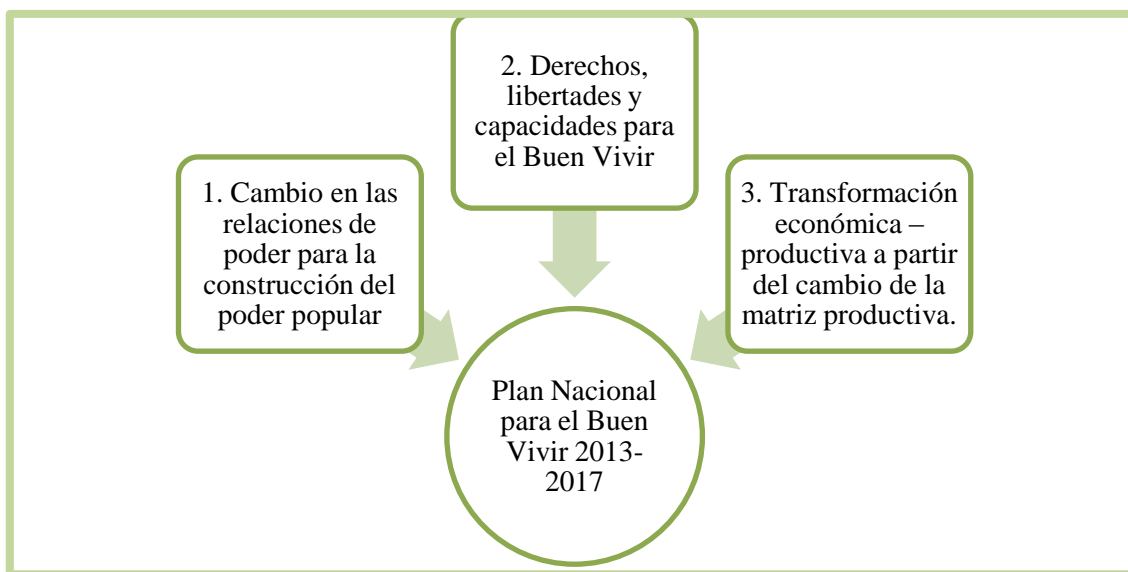 1. Cambio en las
relaciones de
poder para la
construcción del
poder popular
2. Derechos,
libertades y
capacidades para
el Buen Vivir
3. Transformación
económica –
productiva a partir
del cambio de la
matriz productiva.
Plan Nacional
para el Buen
Vivir 2013-
2017